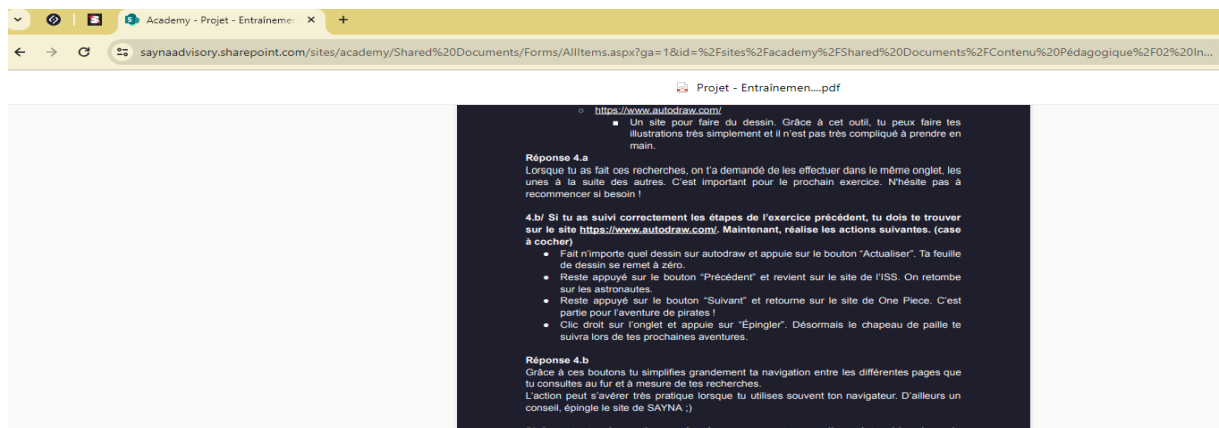 Academy - Projet - Entraînemer
saynaadvisory.sharepoint.com/sites/academy/Shared%20Documents/Forms/AllItems.aspx?ga=1&id=%2Fsites%2Facademy%2FShared%20Documents%2FContenu%20Pédagogique%2F02%20In...
Projet - Entraînemen....pdf
https://www.autodraw.com/
Un site pour faire du dessin. Grâce à cet outil, tu peux faire tes
illustrations très simplement et il n'est pas très compliqué à prendre en
main.
Réponse 4.a
Lorsque tu as fait ces recherches, on t'a demandé de les effectuer dans le même onglet, les
unes à la suite des autres. C'est important pour le prochain exercice. N'hésite pas à
recommencer si besoin !
4.b/ Si tu as suivi correctement les étapes de l'exercice précédent, tu dois te trouver
sur le site https://www.autodraw.com/. Maintenant, réalise les actions suivantes. (case
à cocher)
Fait n'importe quel dessin sur autodraw et appuie sur le bouton "Actualiser". Ta feuille
de dessin se remet à zéro.
Reste appuyé sur le bouton "Précédent" et revient sur le site de l'ISS. On retombe
sur les astronautes.
Reste appuyé sur le bouton "Suivant" et retourne sur le site de One Piece. C'est
partie pour l'aventure de pirates !
Clic droit sur l'onglet et appuie sur "Épingler". Désormais le chapeau de paille te
suivra lors de tes prochaines aventures.
Réponse 4.b
Grâce à ces boutons tu simplifies grandement ta navigation entre les différentes pages que
tu consultes au fur et à mesure de tes recherches.
L'action peut s'avérer très pratique lorsque tu utilises souvent ton navigateur. D'ailleurs un
conseil, épingle le site de SAYNA ;)